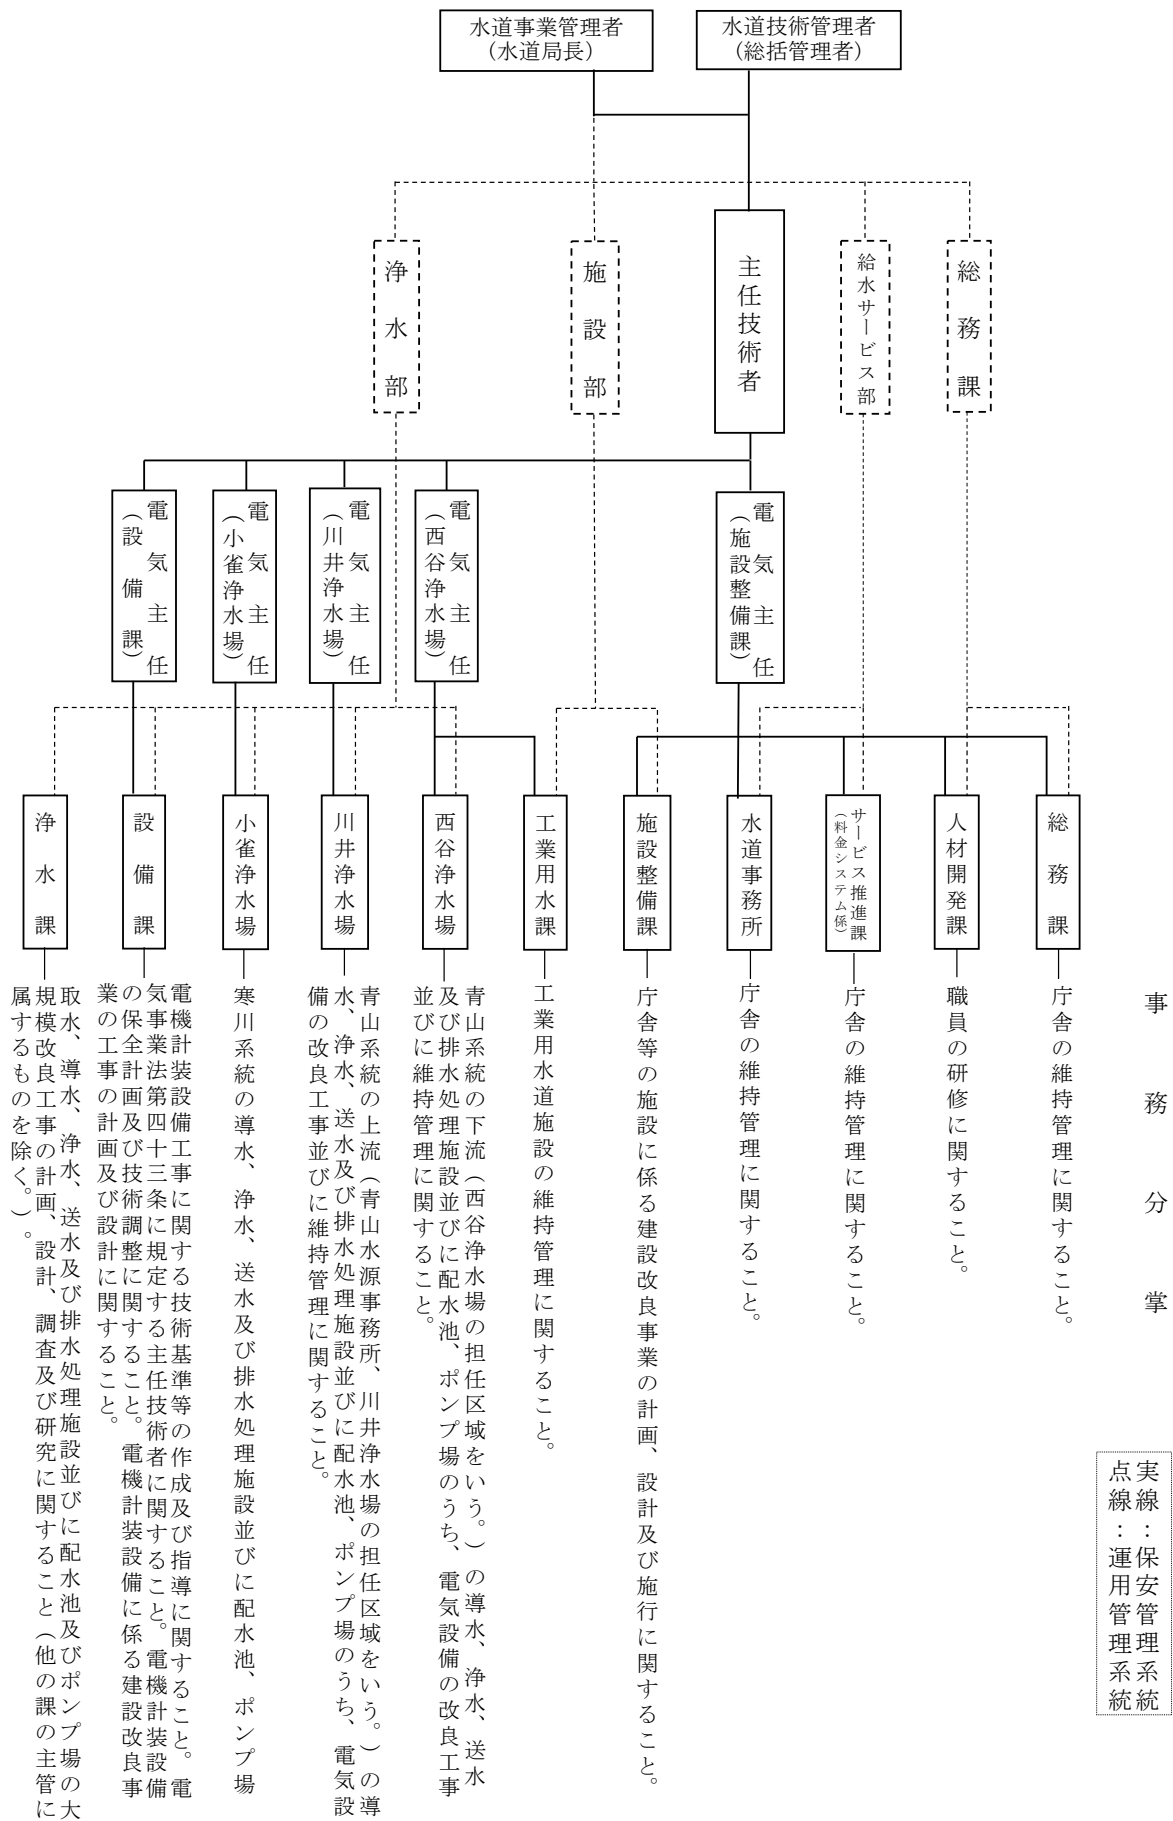 水道事業管理者
（水道局長）
水道技術管理者
（総括管理者）
総務課
給水サービス部
主任技術者
施設部
浄水部
電気主任
（施設整備課）
電気主任
（西谷浄水場）
電気主任
（川井浄水場）
電気主任
（小雀浄水場）
電気主任
（設備課）
事務分掌
実線：保安管理系統
点線：運用管理系統
総務課
庁舎の維持管理に関すること。
人材開発課
職員の研修に関すること。
サービス推進課
（料金システム係）
庁舎の維持管理に関すること。
水道事務所
庁舎の維持管理に関すること。
施設整備課
庁舎等の施設に係る建設改良事業の計画、設計及び施行に関すること。
工業用水課
工業用水道施設の維持管理に関すること。
西谷浄水場
青山系統の下流（西谷浄水場の担任区域をいう。）の導水、浄水、送水
及び排水処理施設並びに配水池、ポンプ場のうち、電気設備の改良工事
並びに維持管理に関すること。
川井浄水場
青山系統の上流（青山水源事務所、川井浄水場の担任区域をいう。）の導
水、浄水、送水及び排水処理施設並びに配水池、ポンプ場のうち、電気設
備の改良工事並びに維持管理に関すること。
小雀浄水場
寒川系統の導水、浄水、送水及び排水処理施設並びに配水池、ポンプ場
設備課
電機計装設備工事に関する技術基準等の作成及び指導に関すること。電
気事業法第四十三条に規定する主任技術者に関すること。電機計装設備
の保全計画及び技術調整に関すること。電機計装設備に係る建設改良事
業の工事の計画及び設計に関すること。
浄水課
取水、導水、浄水、送水及び排水処理施設並びに配水池及びポンプ場の大
規模改良工事の計画、設計、調査及び研究に関すること（他の課の主管に
属するものを除く。）。